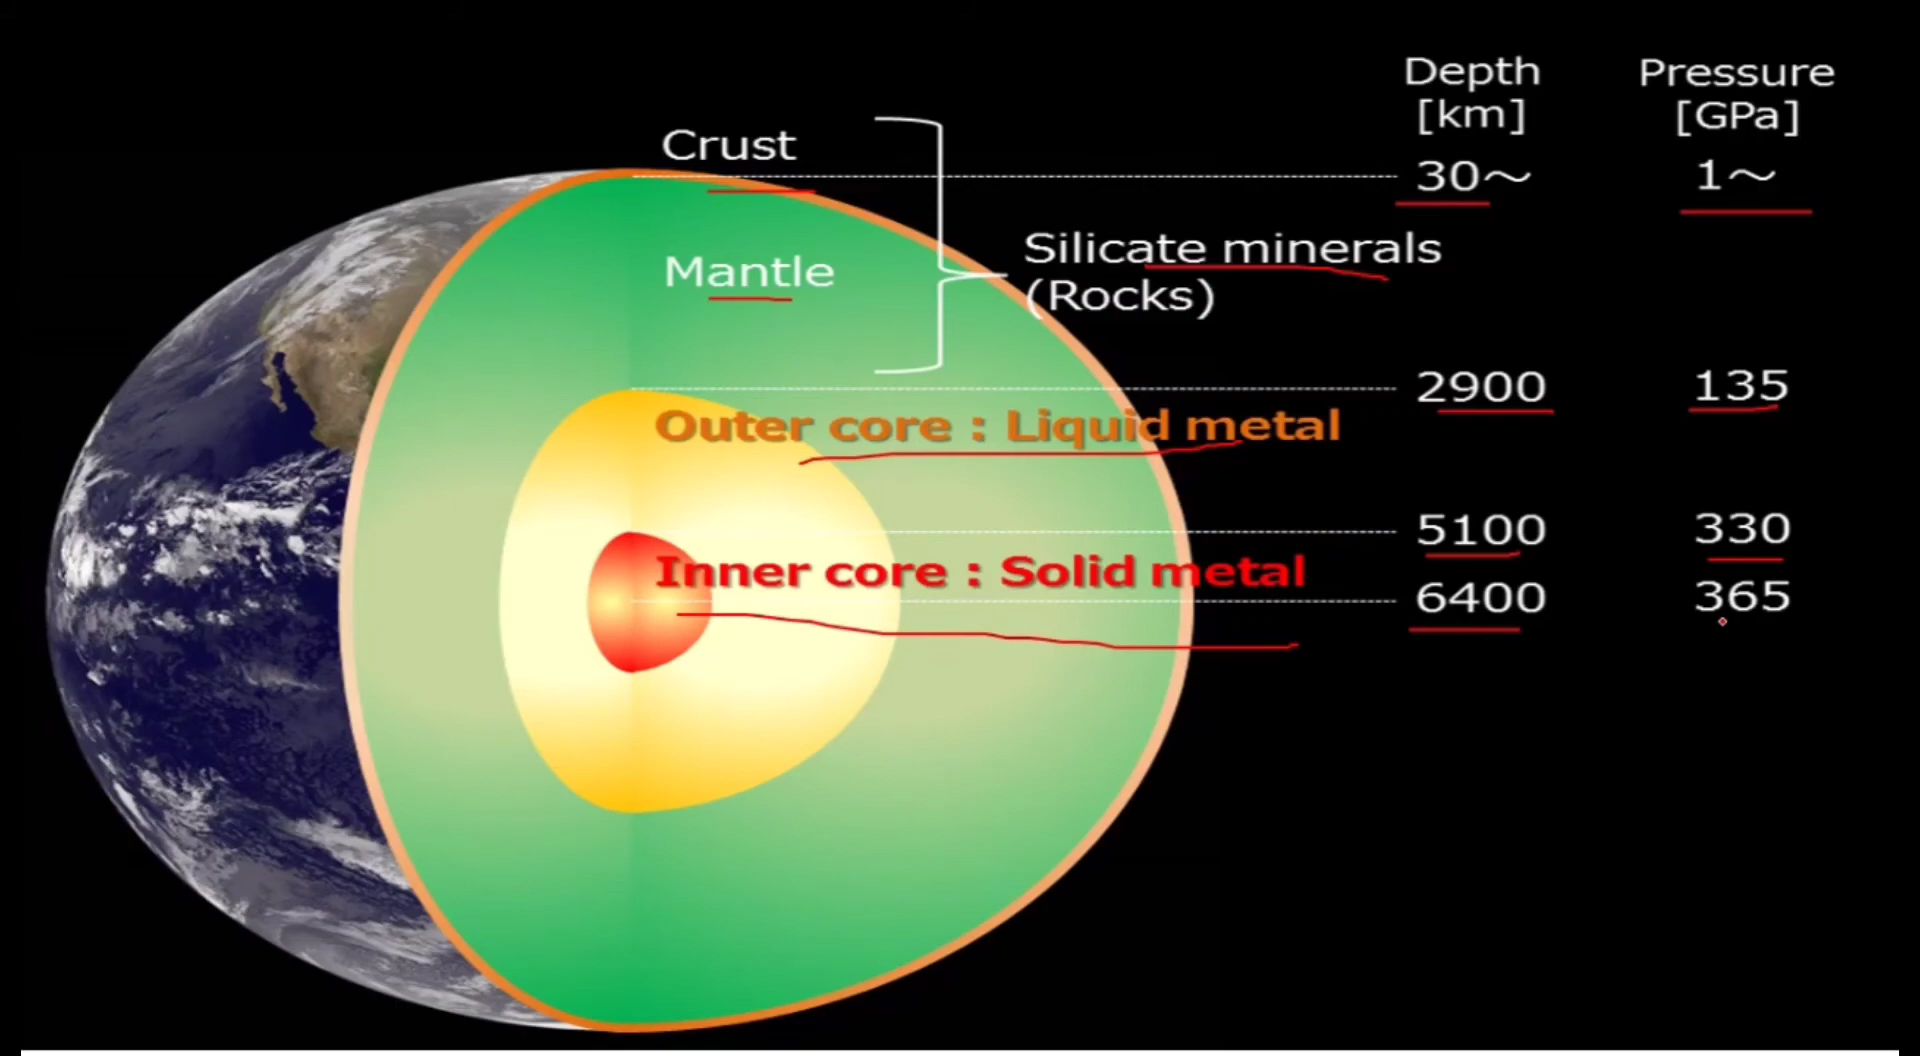 Depth Pressure
[km] [GPa]
Crust
30～ 1～
Silicate minerals
Mantle
(Rocks)
2900 135
Outer core : Liquid metal
5100 330
Inner core : Solid metal
6400 365